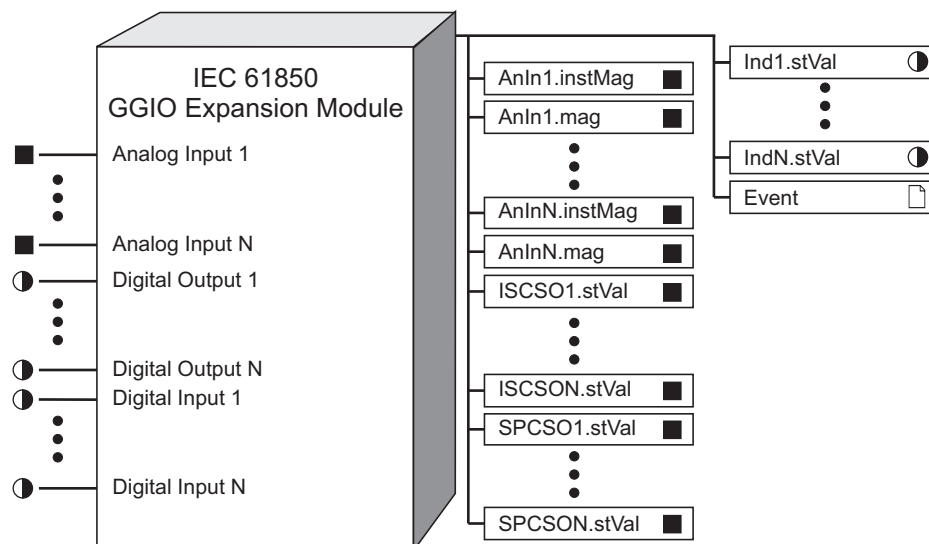 IEC 61850
GGIO Expansion Module
Analog Input 1
Analog Input N
Digital Output 1
Digital Output N
Digital Input 1
Digital Input N
AnIn1.instMag
AnIn1.mag
AnInN.instMag
AnInN.mag
ISCSO1.stVal
ISCSON.stVal
SPCSO1.stVal
SPCSON.stVal
Ind1.stVal
IndN.stVal
Event